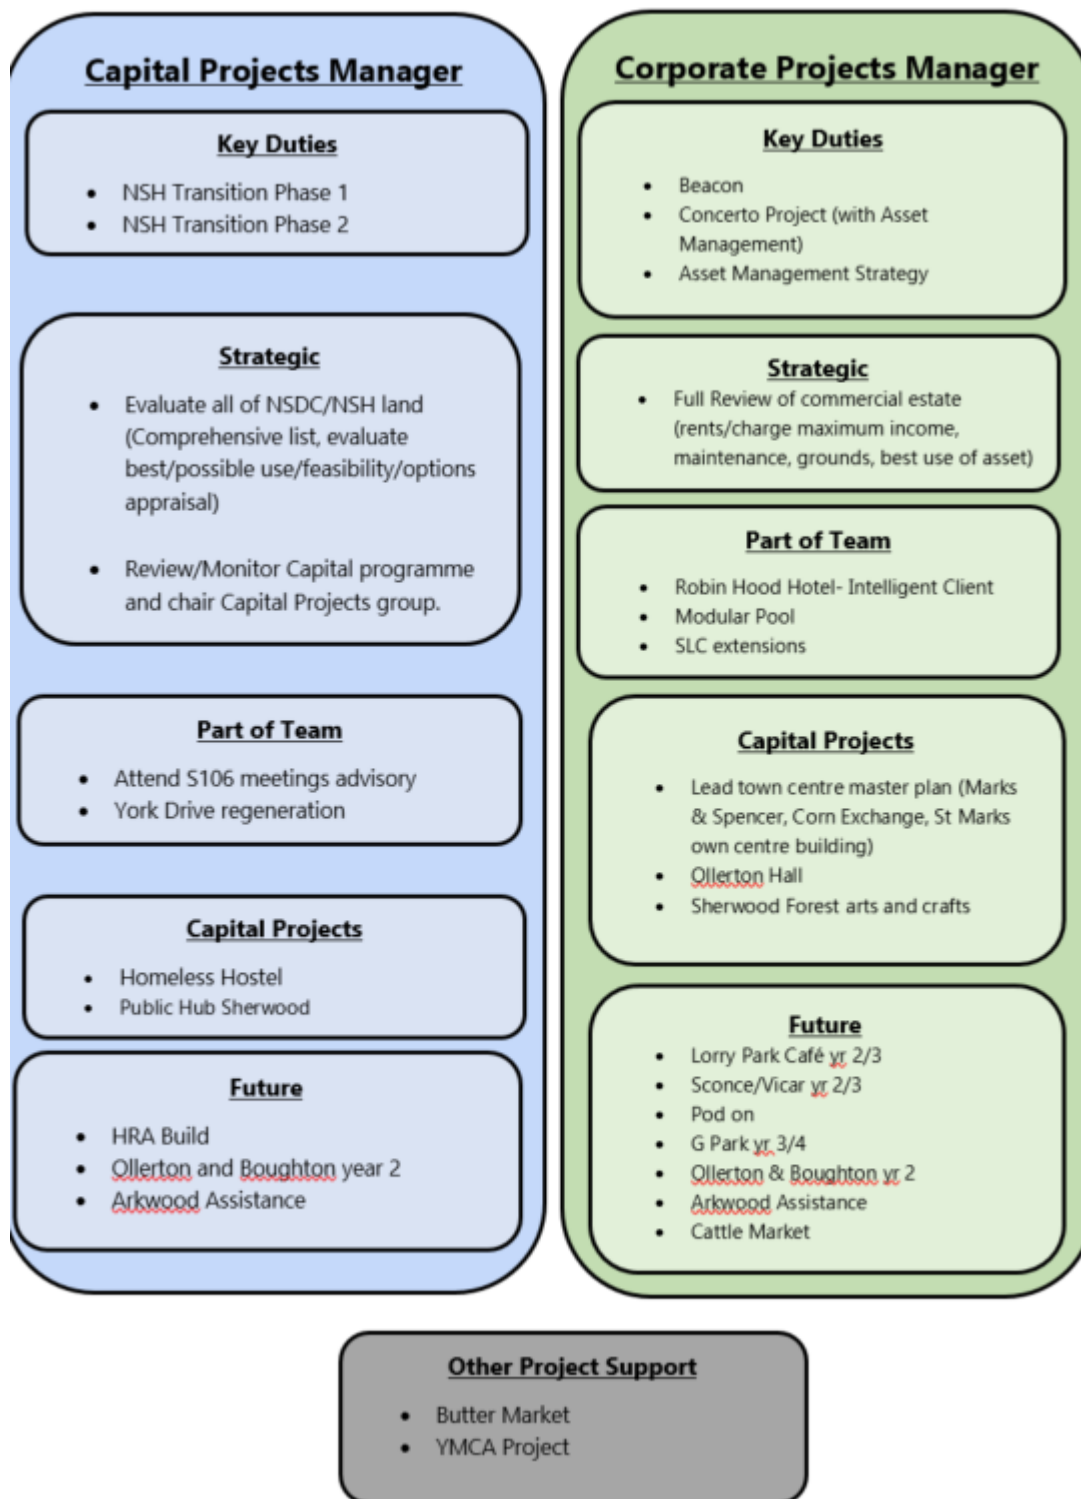 Capital Projects Manager
Key Duties
• NSH Transition Phase 1
• NSH Transition Phase 2
Strategic
• Evaluate all of NSDC/NSH land
(Comprehensive list, evaluate
best/possible use/feasibility/options
appraisal)
• Review/Monitor Capital programme
and chair Capital Projects group.
Part of Team
• Attend S106 meetings advisory
• York Drive regeneration
Capital Projects
• Homeless Hostel
• Public Hub Sherwood
Future
• HRA Build
• Ollerton and Boughton year 2
• Arkwood Assistance
Corporate Projects Manager
Key Duties
• Beacon
• Concerto Project (with Asset
Management)
• Asset Management Strategy
Strategic
• Full Review of commercial estate
(rents/charge maximum income,
maintenance, grounds, best use of asset)
Part of Team
• Robin Hood Hotel- Intelligent Client
• Modular Pool
• SLC extensions
Capital Projects
• Lead town centre master plan (Marks
& Spencer, Corn Exchange, St Marks
own centre building)
• Ollerton Hall
• Sherwood Forest arts and crafts
Future
• Lorry Park Café yr 2/3
• Sconce/Vicar yr 2/3
• Pod on
• G Park yr 3/4
• Ollerton & Boughton yr 2
• Arkwood Assistance
• Cattle Market
Other Project Support
• Butter Market
• YMCA Project